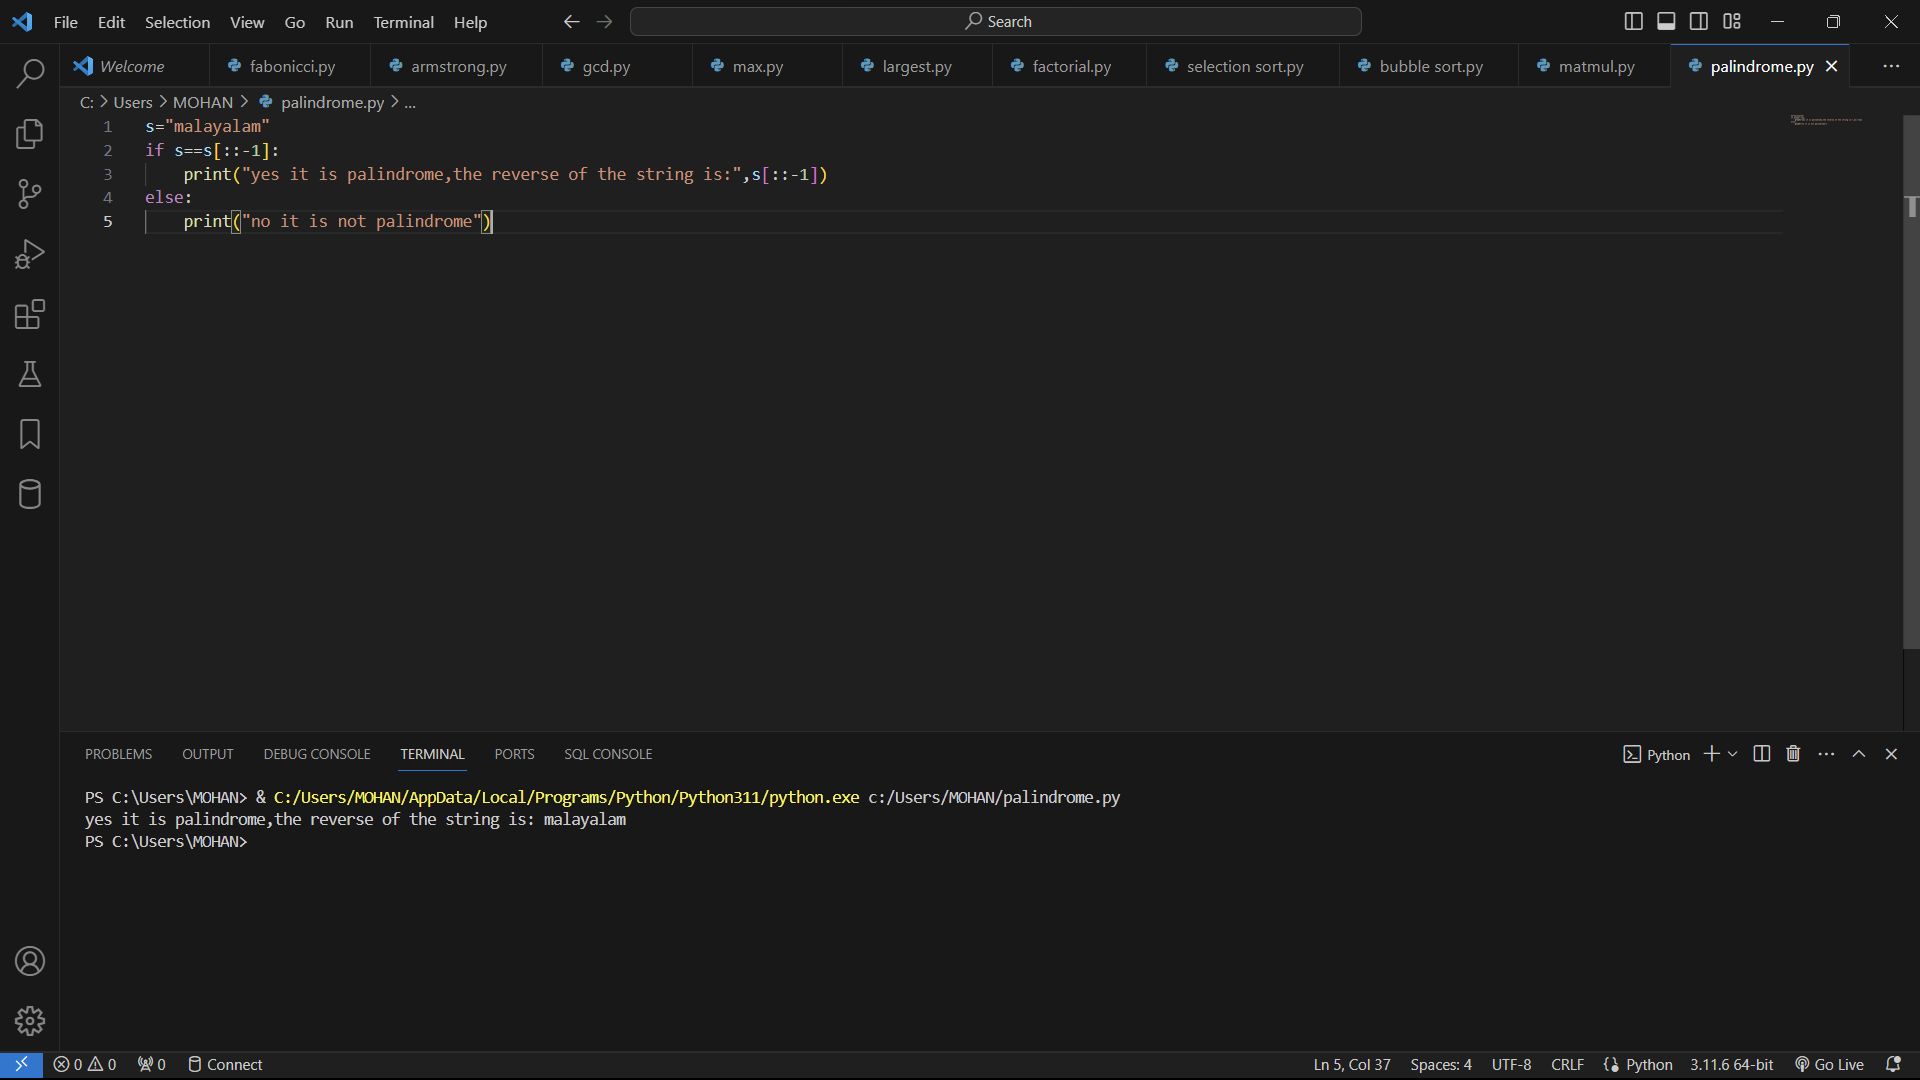 File Edit Selection View Go Run Terminal Help Search
Welcome fabonicci.py armstrong.py gcd.py max.py largest.py factorial.py selection sort.py bubble sort.py matmul.py palindrome.py ...
C: > Users > MOHAN > palindrome.py > ...
1 s="malayalam"
2 if s==s[::-1]:
3 print("yes it is palindrome,the reverse of the string is:",s[::-1])
4 else:
5 print("no it is not palindrome")
PROBLEMS OUTPUT DEBUG CONSOLE TERMINAL PORTS SQL CONSOLE Python
PS C:\Users\MOHAN> & C:/Users/MOHAN/AppData/Local/Programs/Python/Python311/python.exe c:/Users/MOHAN/palindrome.py
yes it is palindrome,the reverse of the string is: malayalam
PS C:\Users\MOHAN>
0 0 0 Connect Ln 5, Col 37 Spaces: 4 UTF-8 CRLF Python 3.11.6 64-bit Go Live